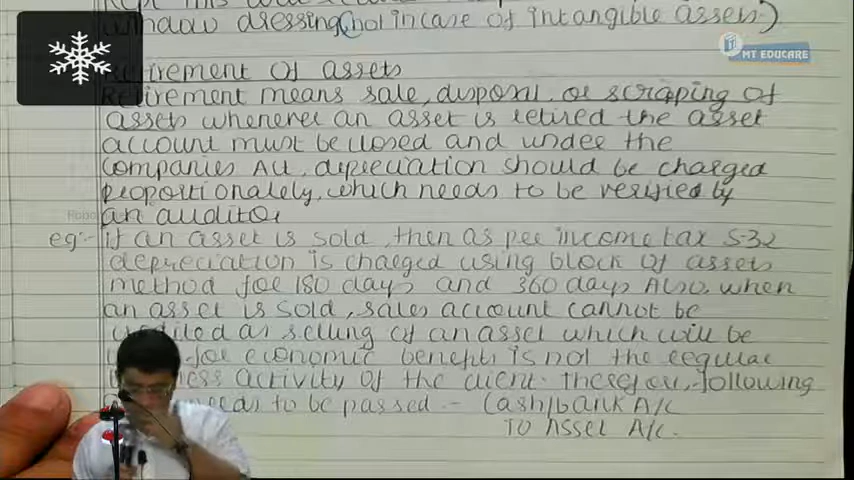 window dressing (not in case of intangible assets)
MT EDUCARE
Retirement of assets
Retirement means sale, disposal or scraping of
assets whenever an asset is retired the asset
account must be closed and under the
companies Act, depreciation should be charged
proportionately, which needs to be verified by
an auditor
eg:- if an asset is sold, then as per income tax S-32
depreciation is charged using block of assets
method for 180 days and 360 days Also, when
an asset is sold, sales account cannot be
credited as selling of an asset which will be
for economic benefits is not the regular
activity of the client. Therefore, following
needs to be passed - Cash/bank A/c
To Asset A/c.